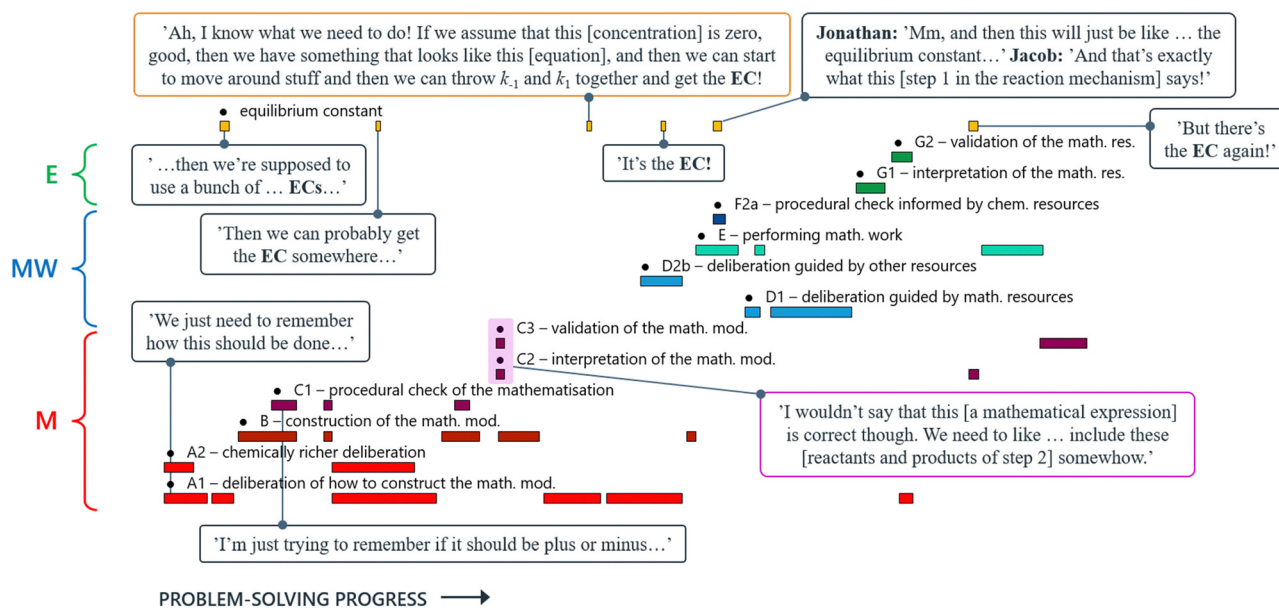 'Ah, I know what we need to do! If we assume that this [concentration] is zero,
good, then we have something that looks like this [equation], and then we can start
to move around stuff and then we can throw k-1 and k1 together and get the EC!
Jonathan: 'Mm, and then this will just be like … the
equilibrium constant…' Jacob: 'And that's exactly
what this [step 1 in the reaction mechanism] says!'
equilibrium constant
'But there's
the EC again!'
' …then we're supposed to
use a bunch of … ECs…'
'It's the EC!
G2 – validation of the math. res.
E
G1 – interpretation of the math. res.
F2a – procedural check informed by chem. resources
'Then we can probably get
the EC somewhere…'
E – performing math. work
MW
D2b – deliberation guided by other resources
D1 – deliberation guided by math. resources
'We just need to remember
how this should be done…'
C3 – validation of the math. mod.
C2 – interpretation of the math. mod.
C1 – procedural check of the mathematisation
M
B – construction of the math. mod.
'I wouldn't say that this [a mathematical expression]
is correct though. We need to like … include these
[reactants and products of step 2] somewhow.'
A2 – chemically richer deliberation
A1 – deliberation of how to construct the math. mod.
'I'm just trying to remember if it should be plus or minus…'
PROBLEM-SOLVING PROGRESS